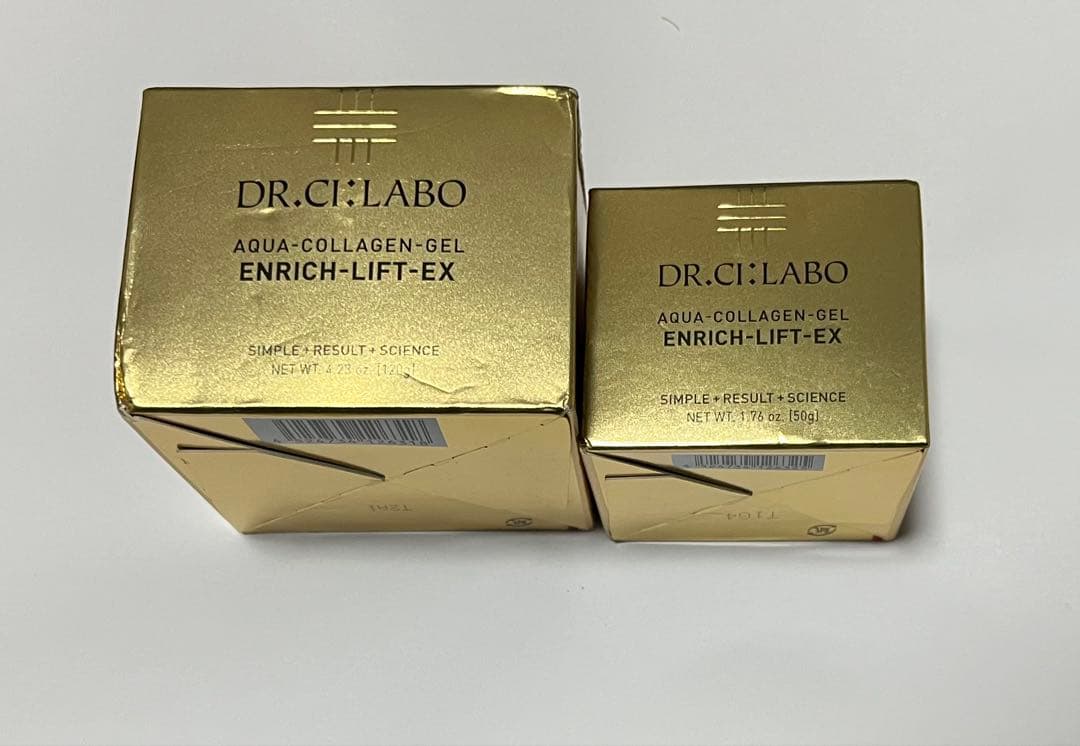 DR.CI:LABO
AQUA-COLLAGEN-GEL
ENRICH-LIFT-EX
SIMPLE+RESULT+SCIENCE
NET WT. 4.23 oz. [120g]
T2A1
DR.CI:LABO
AQUA-COLLAGEN-GEL
ENRICH-LIFT-EX
SIMPLE+RESULT+SCIENCE
NET WT. 1.76 oz. [50g]